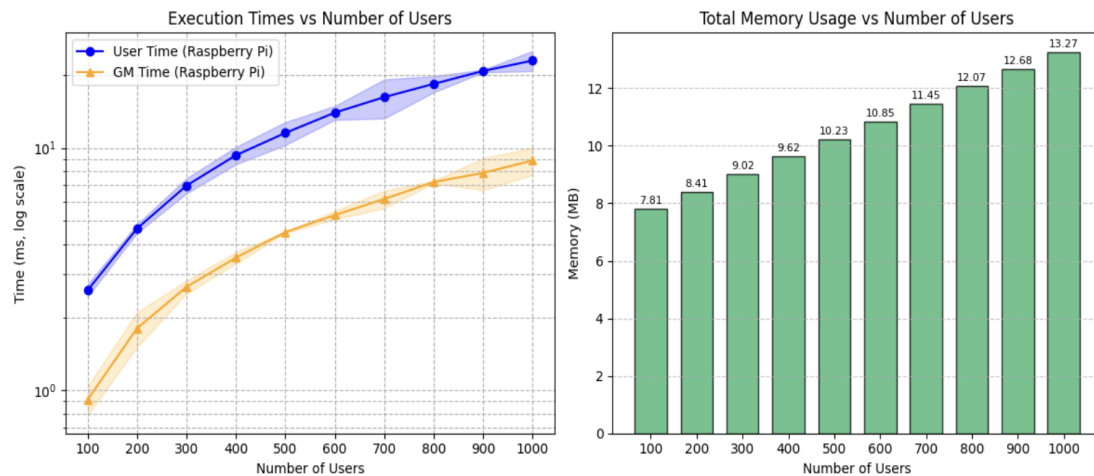 Execution Times vs Number of Users
User Time (Raspberry Pi)
GM Time (Raspberry Pi)
Time (ms, log scale)
10¹
10⁰
100 200 300 400 500 600 700 800 900 1000
Number of Users
Total Memory Usage vs Number of Users
Memory (MB)
12
10
8
6
4
2
0
7.81
8.41
9.02
9.62
10.23
10.85
11.45
12.07
12.68
13.27
100 200 300 400 500 600 700 800 900 1000
Number of Users